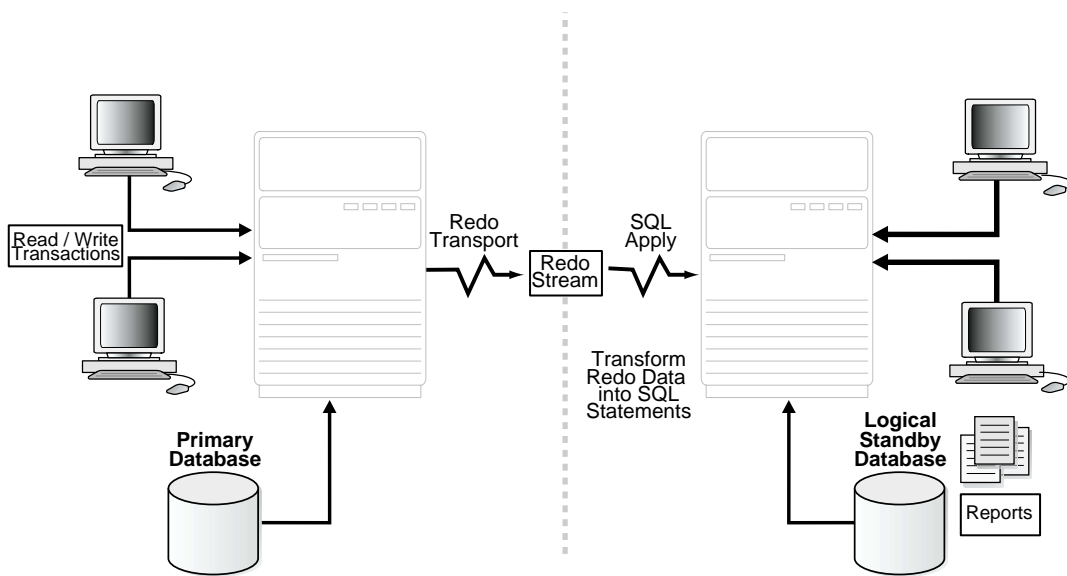 Read / Write
Transactions
Redo
Transport
Redo
Stream
SQL
Apply
Transform
Redo Data
into SQL
Statements
Primary
Database
Logical
Standby
Database
Reports